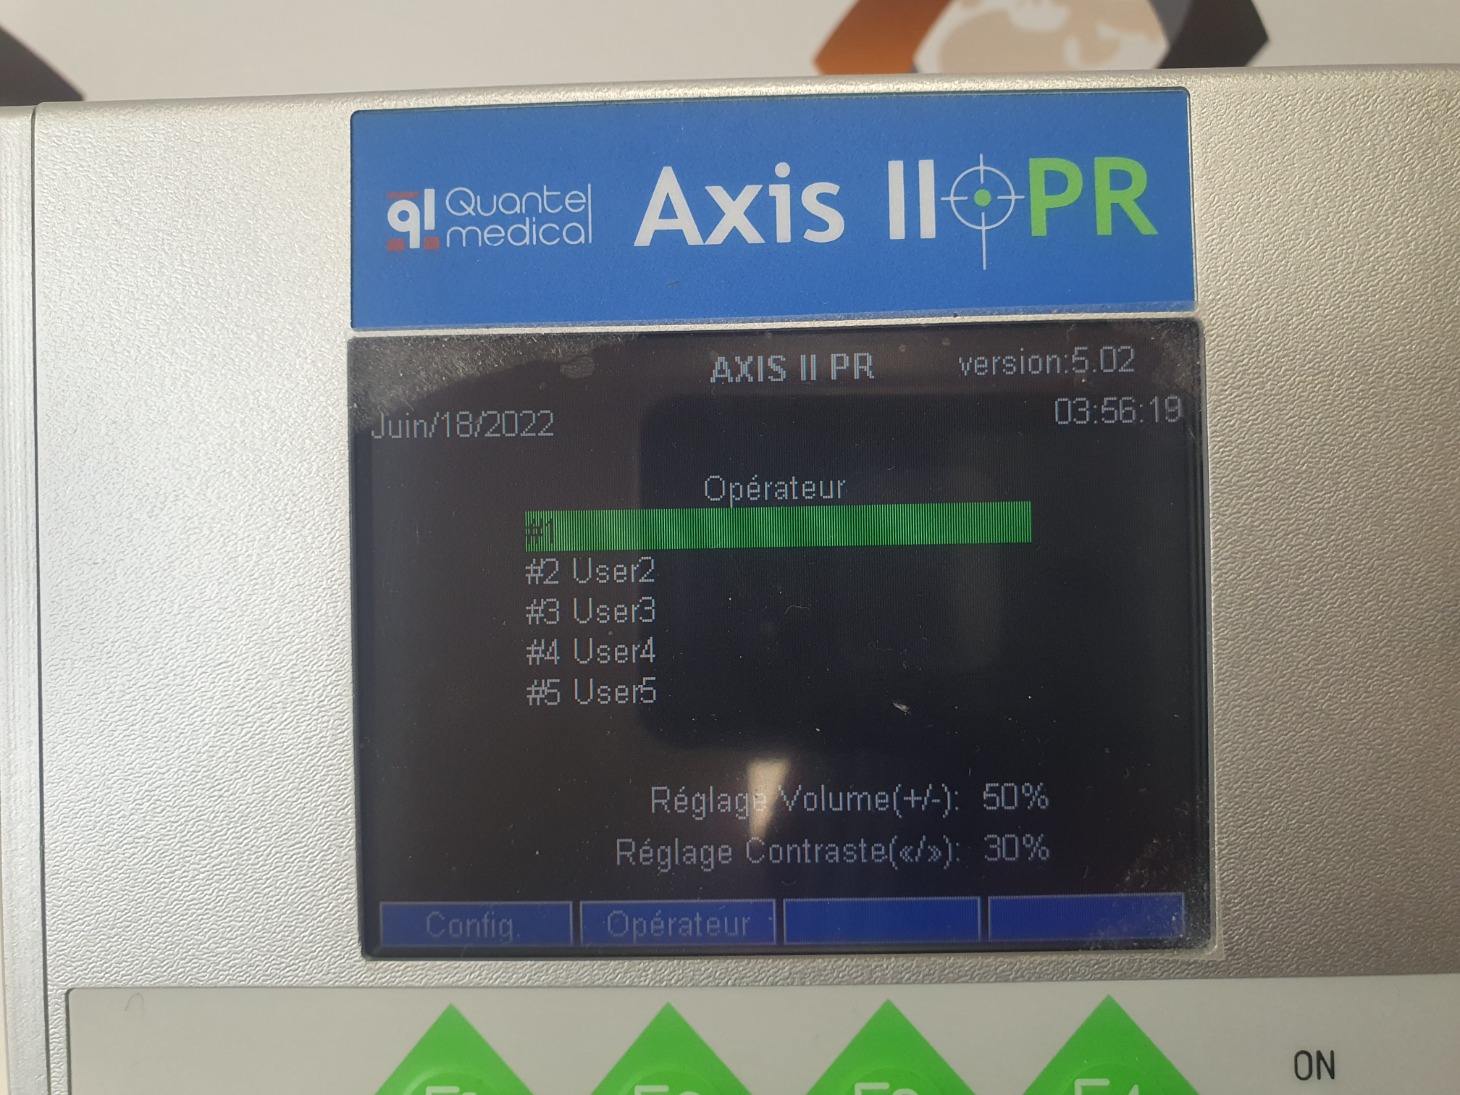 ql Quantel medical
Axis II PR
AXIS II PR version:5.02
Juin/18/2022 03:56:19
Opérateur
#1
#2 User2
#3 User3
#4 User4
#5 User5
Réglage Volume(+/-): 50%
Réglage Contraste(«/»): 30%
Config. Opérateur
ON